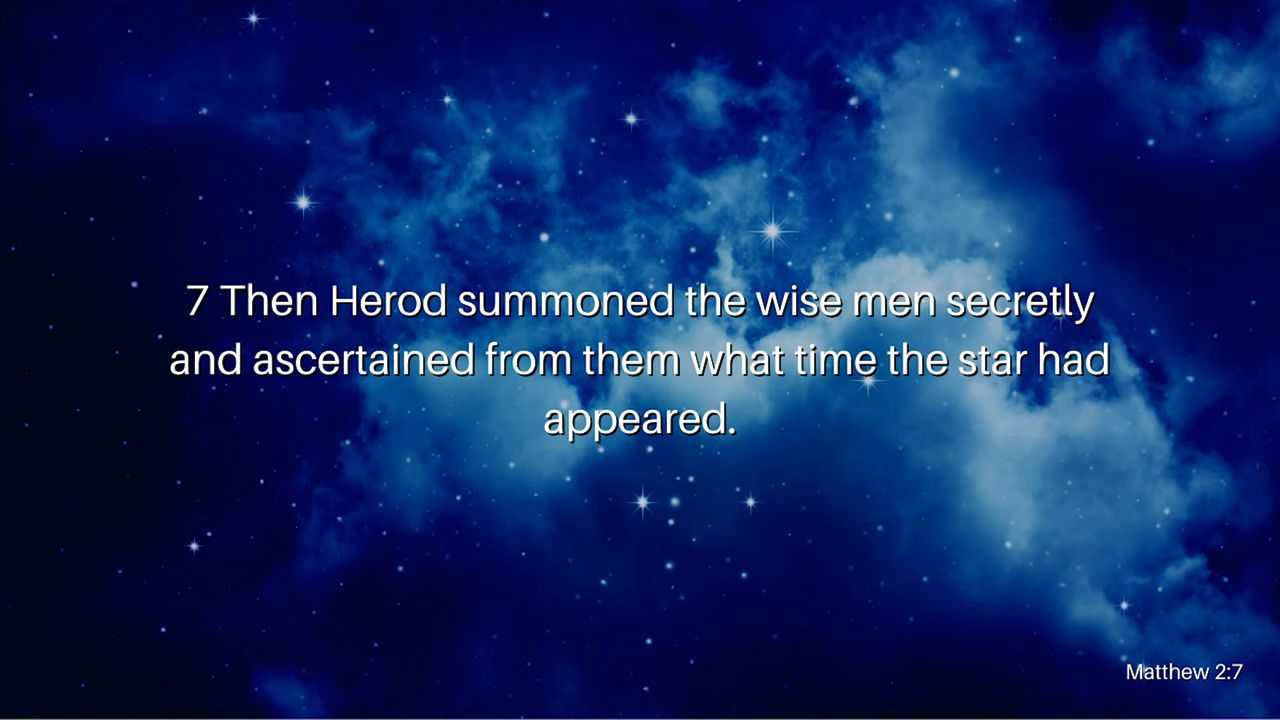 7 Then Herod summoned the wise men secretly
and ascertained from them what time the star had
appeared.
Matthew 2:7